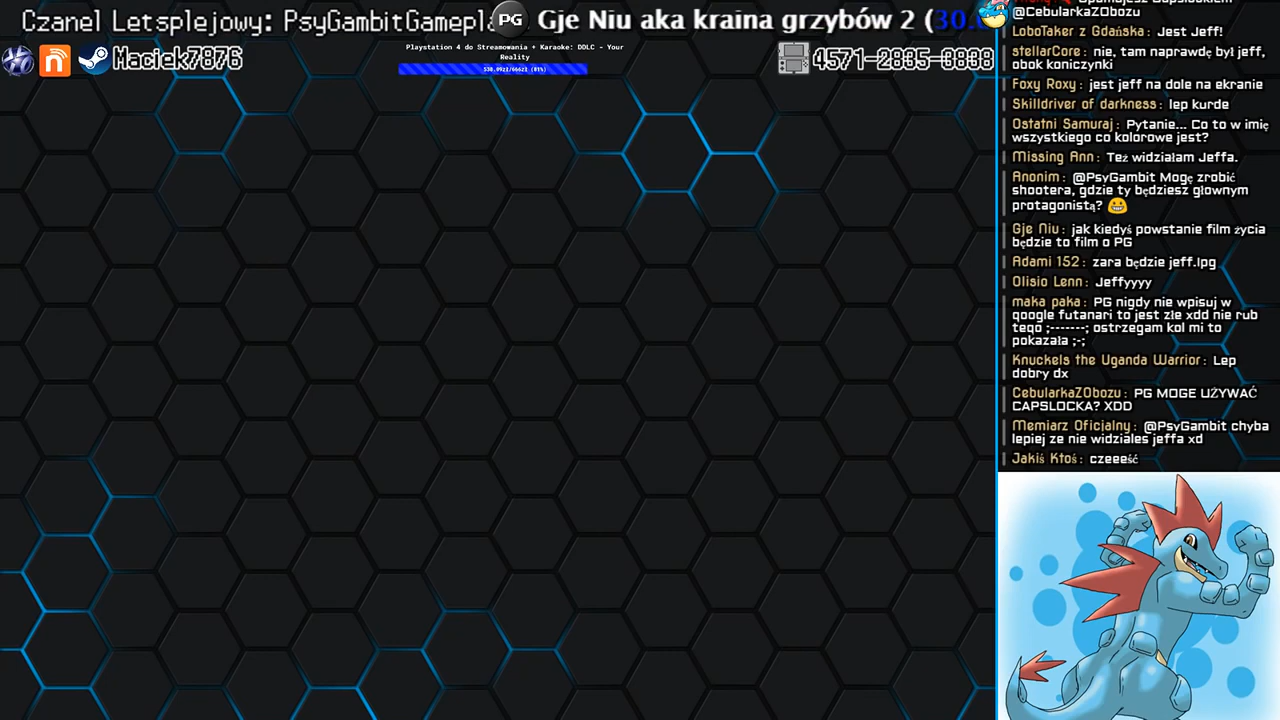 Czanel Letsplejowy: PsyGambitGamepla
PG
Gje Niu aka kraina grzybów 2 (30.
Maciek7876
Playstation 4 do Streamowania + Karaoke: DDLC - Your
Reality
(81%)
4571-2835-3838
@CebularkaZObozu
LoboTaker z Gdańska: Jest Jeff!
stellarCore: nie, tam naprawdę był jeff,
obok koniczynki
Foxy Roxy: jest jeff na dole na ekranie
Skilldriver of darkness: lep kurde
Ostatni Samuraj: Pytanie... Co to w imię
wszystkiego co kolorowe jest?
Missing Ann: Też widziałam Jeffa.
Anonim: @PsyGambit Mogę zrobić
shootera, gdzie ty będziesz głownym
protagonistą? 😀
Gje Niu: jak kiedyś powstanie film życia
będzie to film o PG
Adami 152: zara będzie jeff.lpg
Olisio Lenn: Jeffyyyy
maka paka: PG nigdy nie wpisuj w
google futanari to jest złe xdd nie rub
tego ;-------; ostrzegam kol mi to
pokazała ;-;
Knuckels the Uganda Warrior: Lep
dobry dx
CebularkaZObozu: PG MOGE UŻYWAĆ
CAPSLOCKA? XDD
Memiarz Oficjalny: @PsyGambit chyba
lepiej ze nie widziales jeffa xd
Jakiś Ktoś: czeeeść